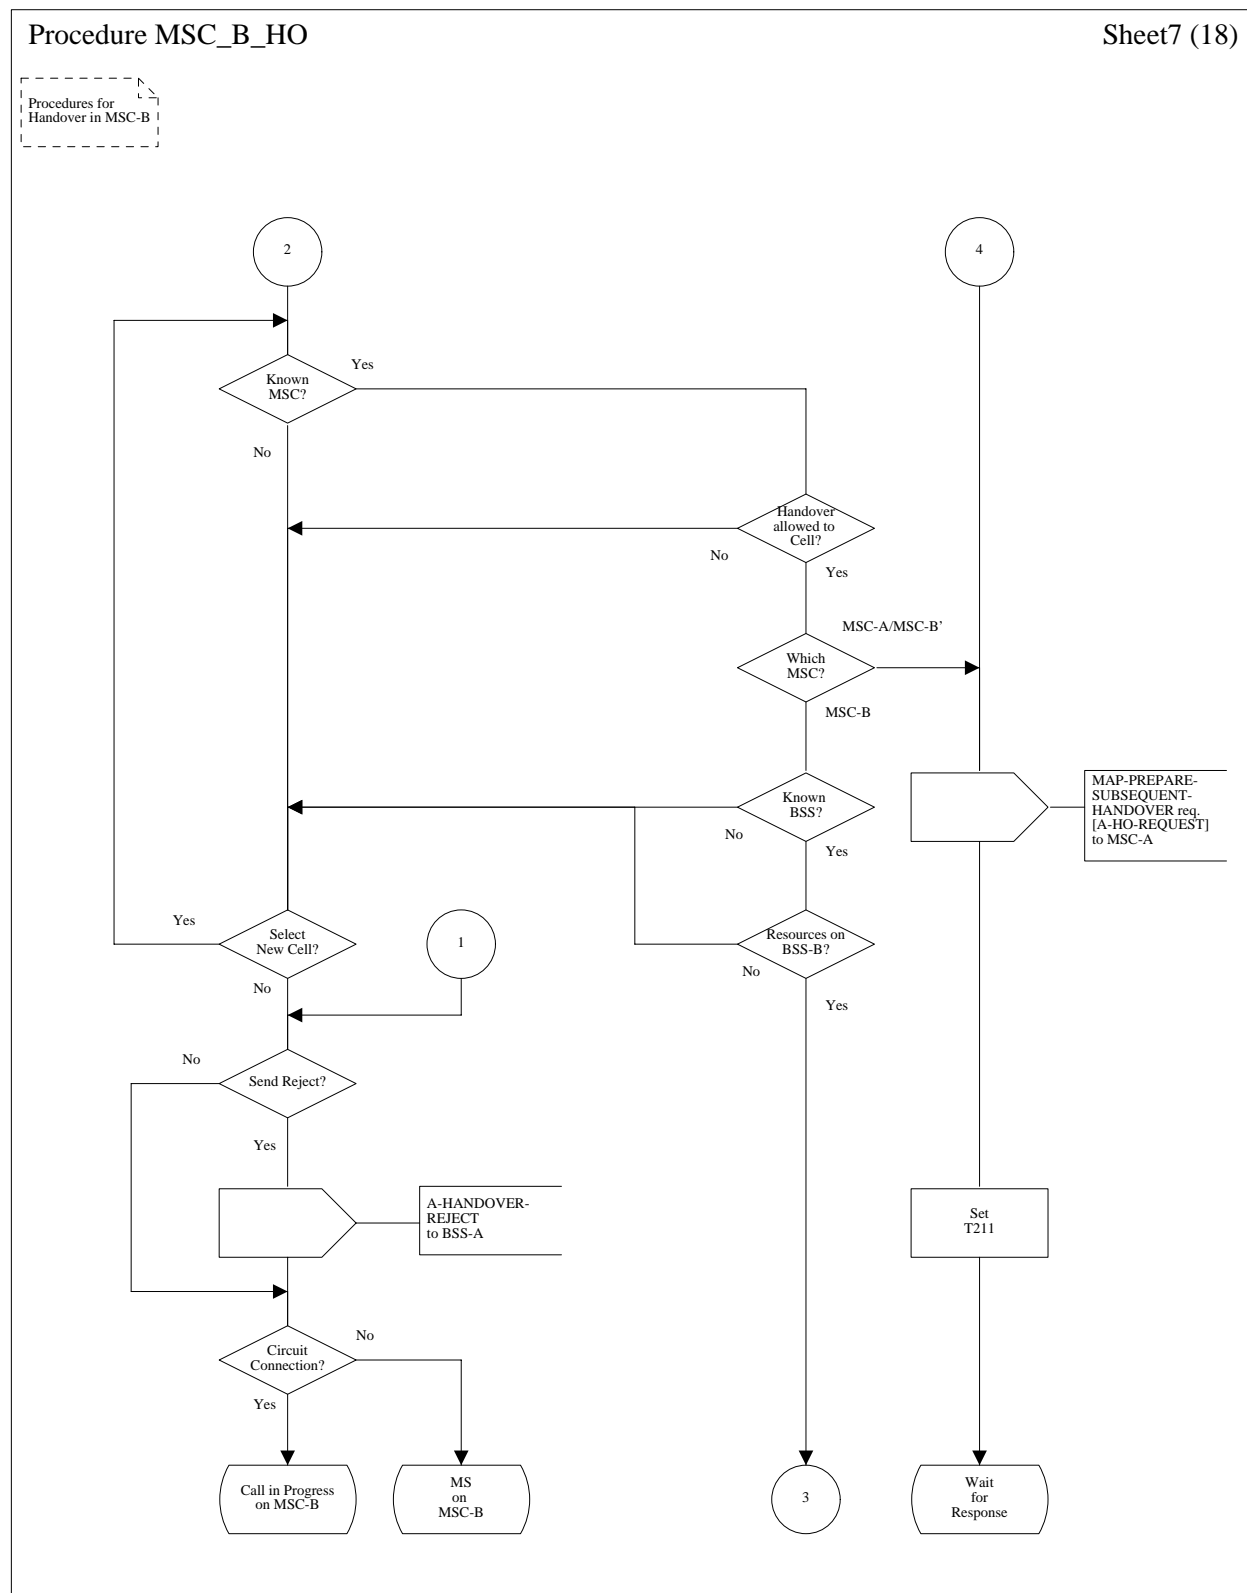 Procedure MSC_B_HO
Sheet7 (18)
Procedures for
Handover in MSC-B
2
4
Yes
Known
MSC?
No
Handover
allowed to
Cell?
No
Yes
MSC-A/MSC-B’
Which
MSC?
MSC-B
MAP-PREPARE-
SUBSEQUENT-
HANDOVER req.
[A-HO-REQUEST]
to MSC-A
Known
BSS?
No
Yes
Yes
Select
New Cell?
1
Resources on
BSS-B?
No
No
Yes
No
Send Reject?
Yes
A-HANDOVER-
REJECT
to BSS-A
Set
T211
No
Circuit
Connection?
Yes
Call in Progress
on MSC-B
MS
on
MSC-B
3
Wait
for
Response